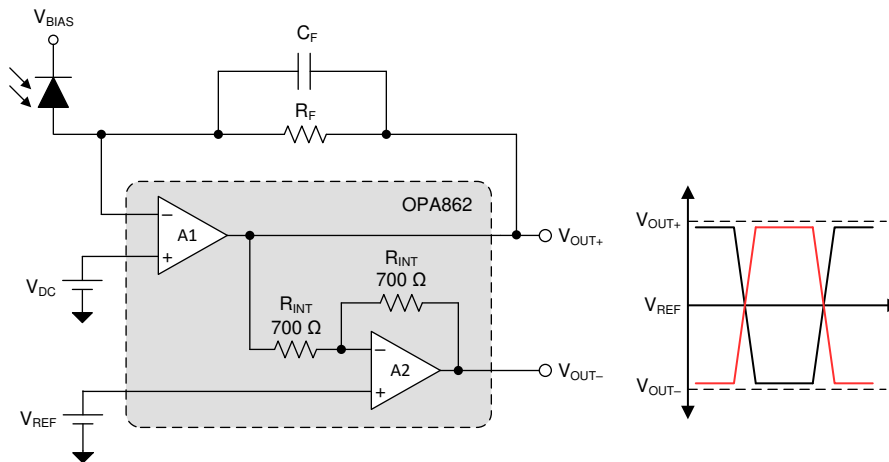 VBIAS
CF
RF
OPA862
−
A1
+
VOUT+
RINT
700 Ω
VDC
RINT
700 Ω
−
A2
+
VOUT–
VREF
VOUT+
VREF
VOUT–